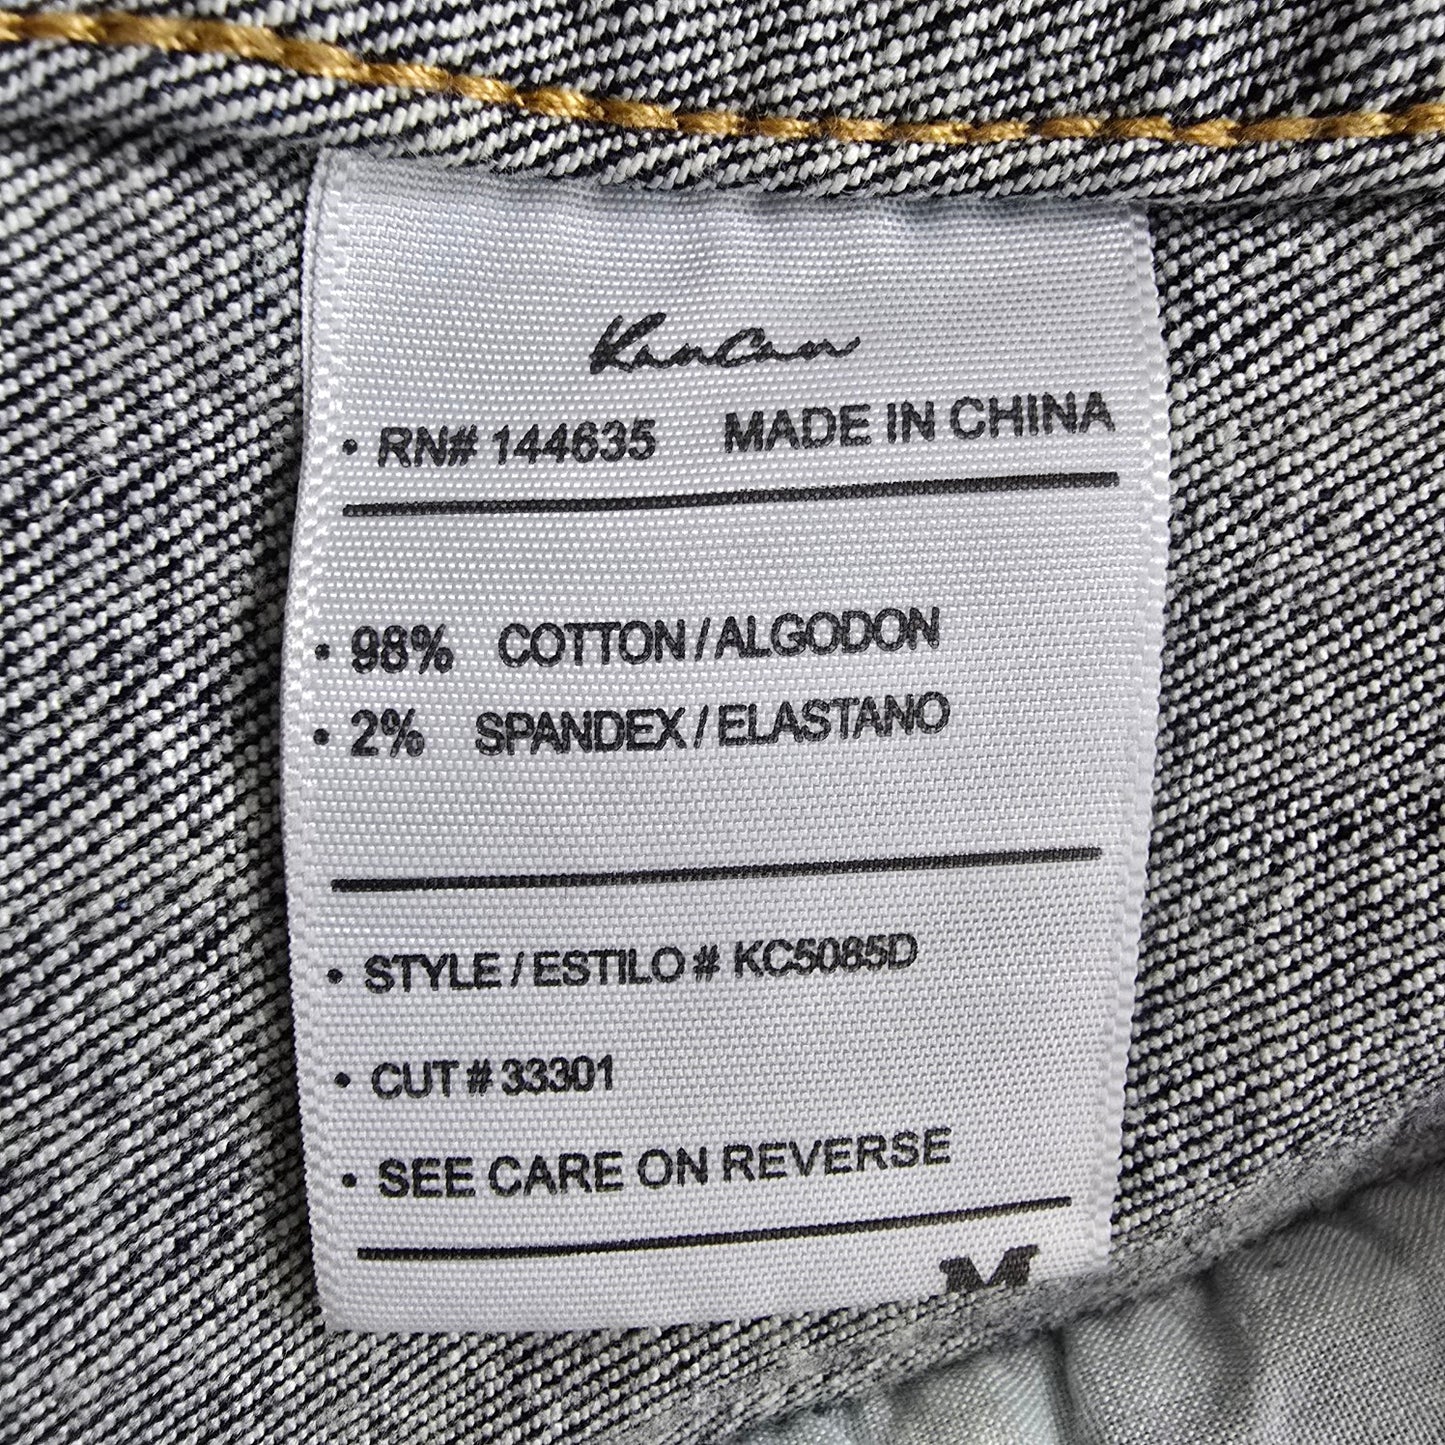 KanCan
• RN# 144635 MADE IN CHINA
• 98% COTTON / ALGODON
• 2% SPANDEX / ELASTANO
• STYLE / ESTILO # KC5085D
• CUT # 33301
• SEE CARE ON REVERSE
M